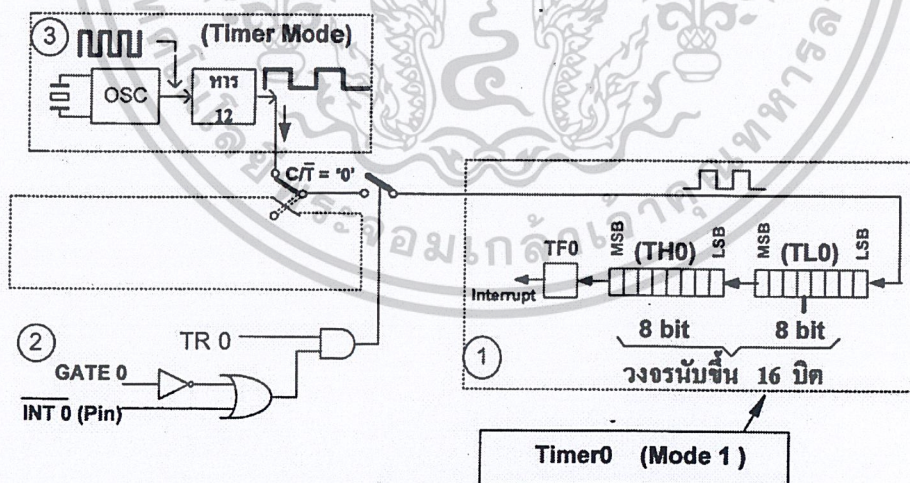 3
(Timer Mode)
OSC
หาร
12
C/T̅ = '0'
TF0
MSB
(TH0)
LSB
MSB
(TL0)
LSB
Interrupt
8 bit
8 bit
วงจรนับขึ้น 16 บิต
1
2
TR 0
GATE 0
I̅N̅T̅ 0 (Pin)
Timer0 (Mode 1)